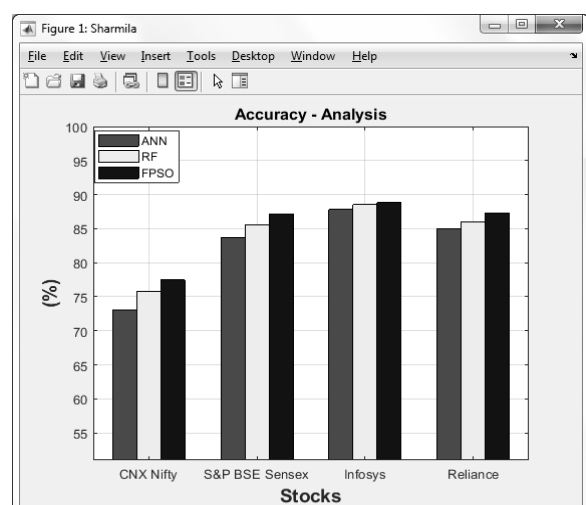 Figure 1: Sharmila
File Edit View Insert Tools Desktop Window Help
Accuracy - Analysis
100
95
90
85
80
75
70
65
60
55
(%)
ANN
RF
FPSO
CNX Nifty S&P BSE Sensex Infosys Reliance
Stocks